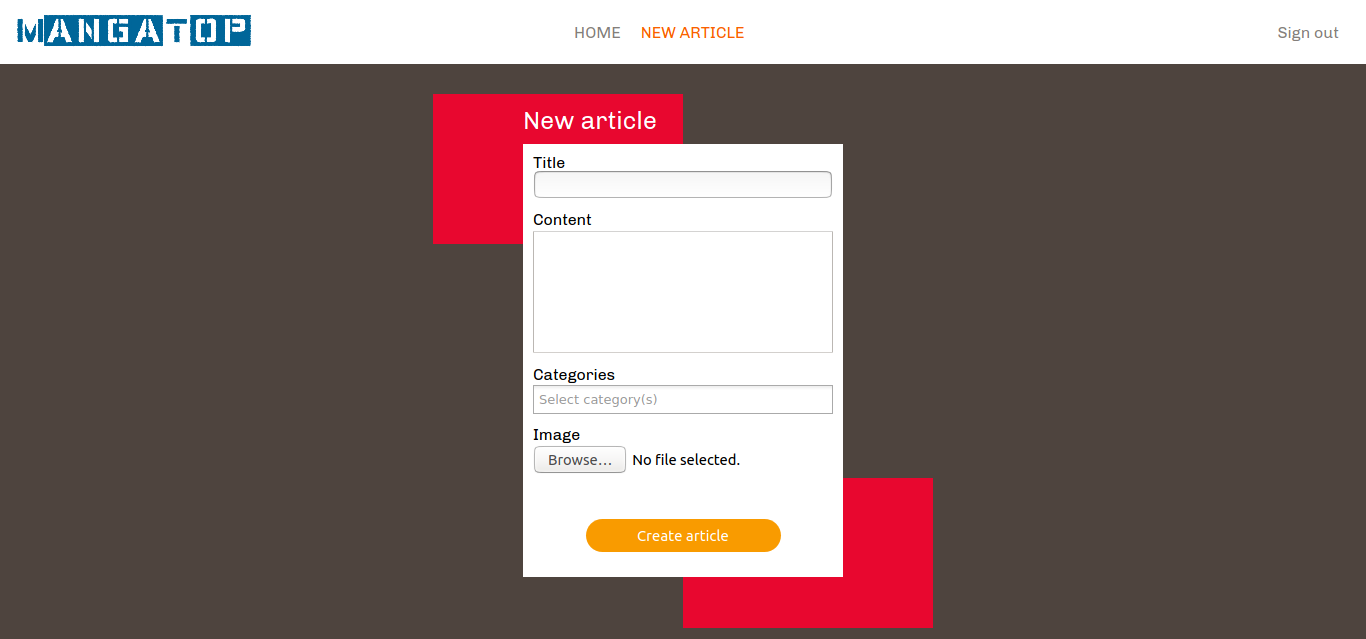 MANGATOP
HOME NEW ARTICLE
Sign out
New article
Title
Content
Categories
Select category(s)
Image
Browse... No file selected.
Create article